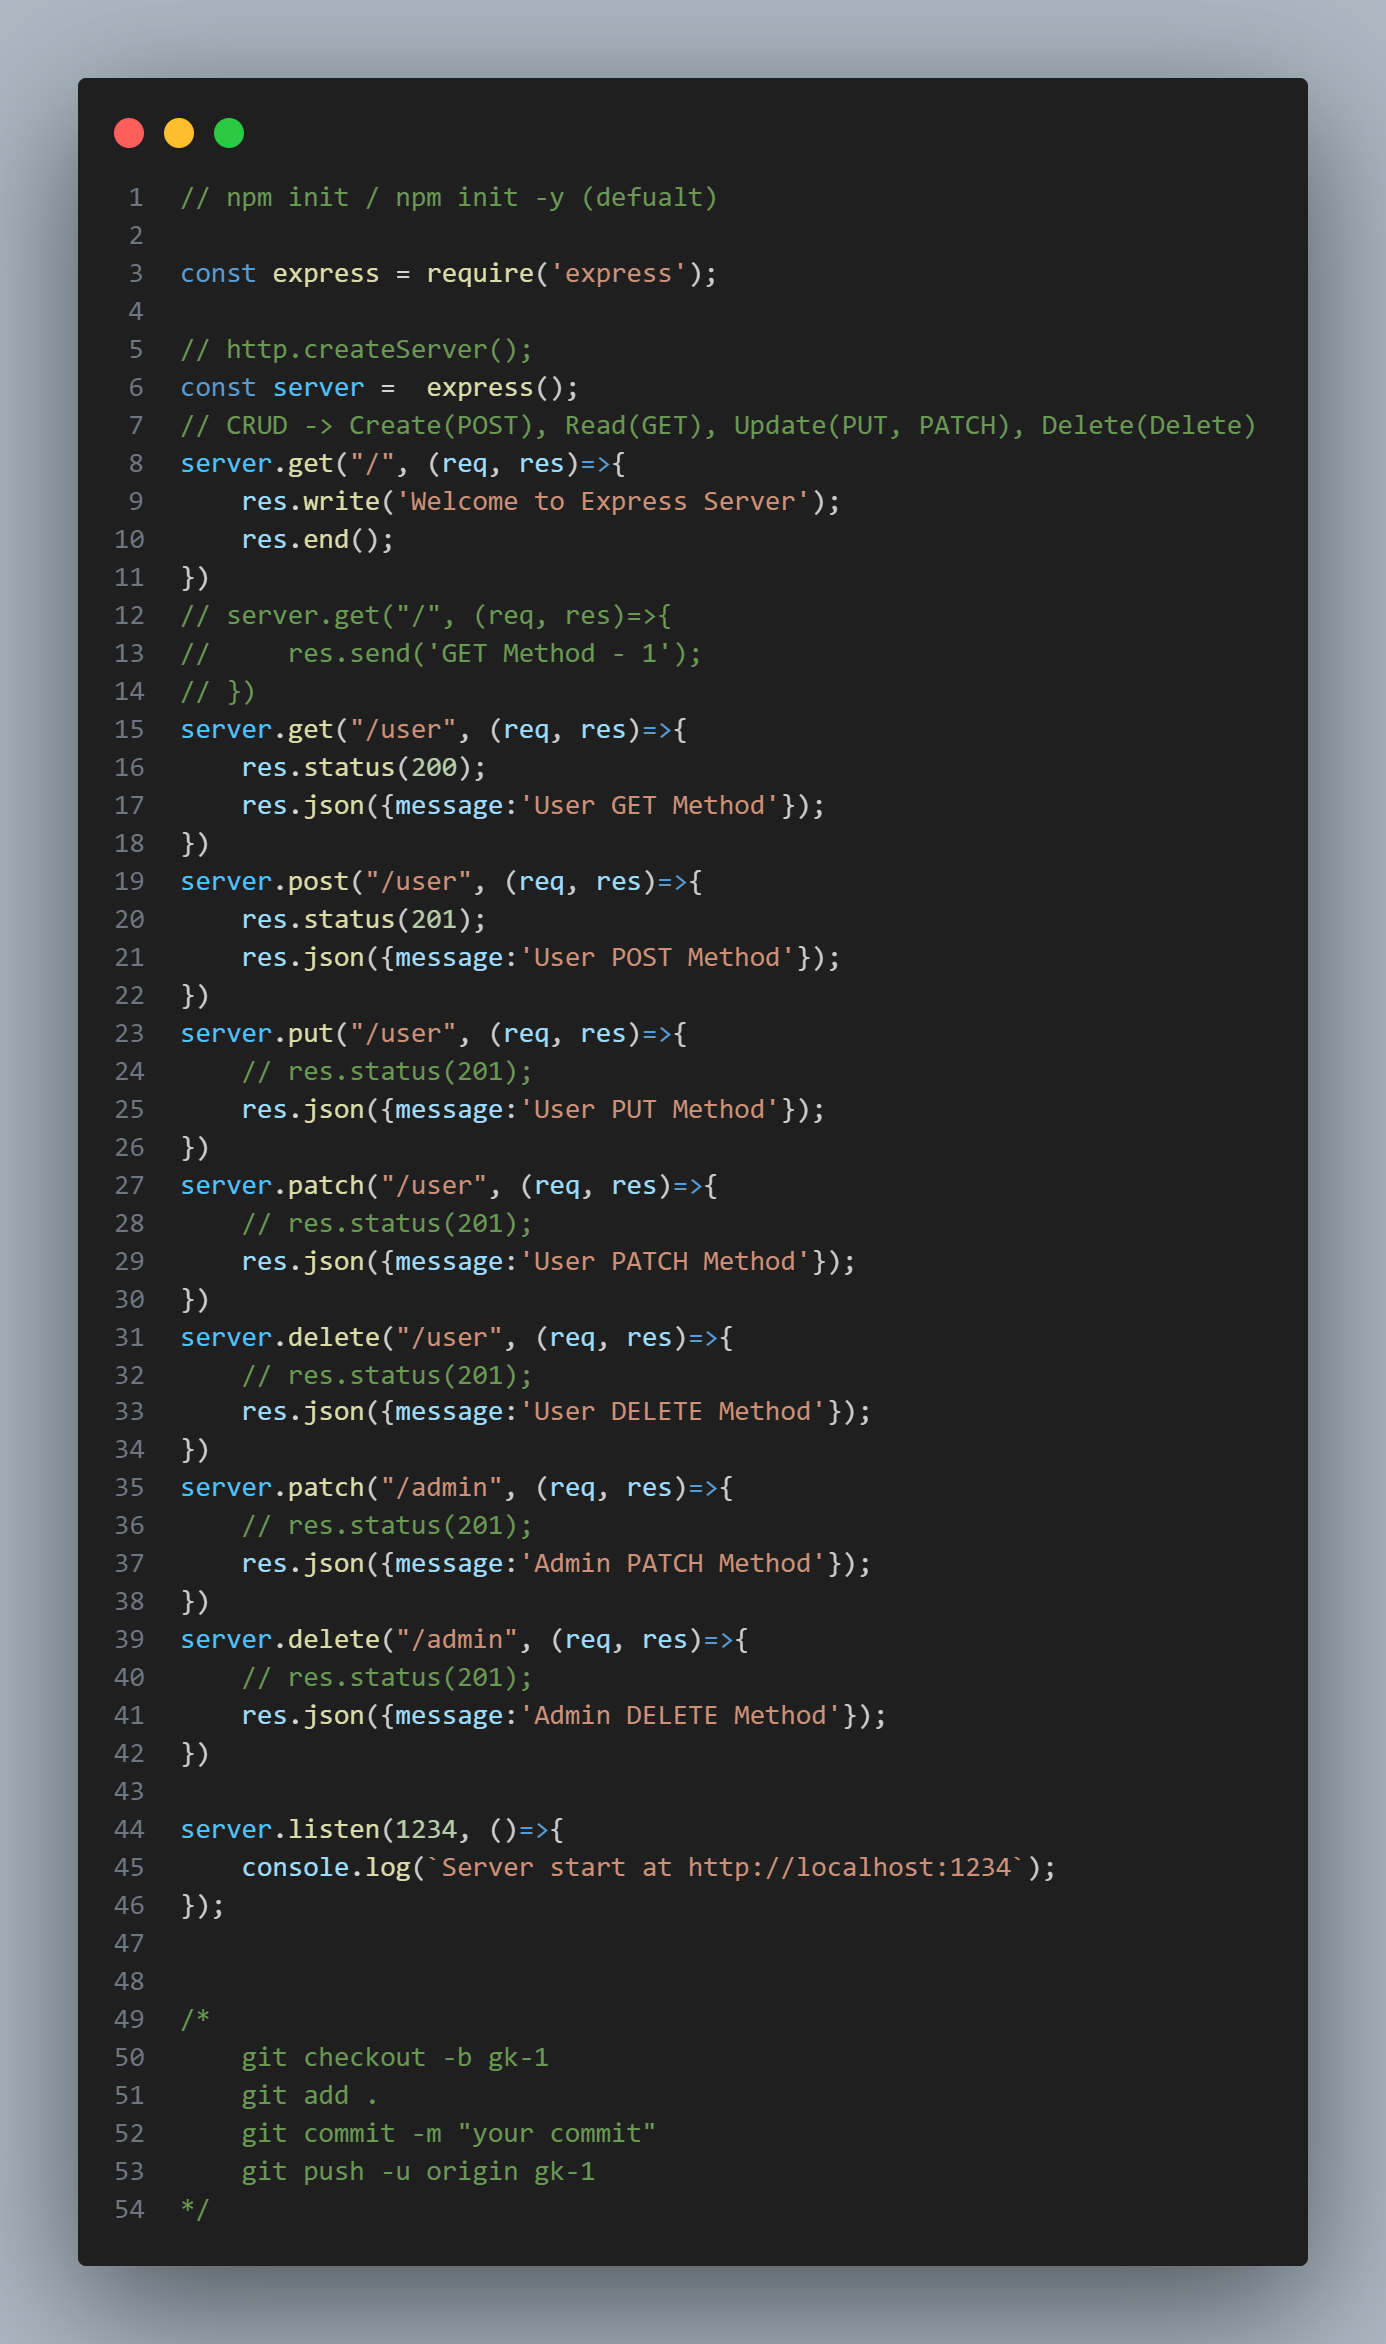 1 // npm init / npm init -y (defualt)
2
3 const express = require('express');
4
5 // http.createServer();
6 const server =  express();
7 // CRUD -> Create(POST), Read(GET), Update(PUT, PATCH), Delete(Delete)
8 server.get("/", (req, res)=>{
9     res.write('Welcome to Express Server');
10     res.end();
11 })
12 // server.get("/", (req, res)=>{
13 //     res.send('GET Method - 1');
14 // })
15 server.get("/user", (req, res)=>{
16     res.status(200);
17     res.json({message:'User GET Method'});
18 })
19 server.post("/user", (req, res)=>{
20     res.status(201);
21     res.json({message:'User POST Method'});
22 })
23 server.put("/user", (req, res)=>{
24     // res.status(201);
25     res.json({message:'User PUT Method'});
26 })
27 server.patch("/user", (req, res)=>{
28     // res.status(201);
29     res.json({message:'User PATCH Method'});
30 })
31 server.delete("/user", (req, res)=>{
32     // res.status(201);
33     res.json({message:'User DELETE Method'});
34 })
35 server.patch("/admin", (req, res)=>{
36     // res.status(201);
37     res.json({message:'Admin PATCH Method'});
38 })
39 server.delete("/admin", (req, res)=>{
40     // res.status(201);
41     res.json({message:'Admin DELETE Method'});
42 })
43
44 server.listen(1234, ()=>{
45     console.log(`Server start at http://localhost:1234`);
46 });
47
48
49 /*
50     git checkout -b gk-1
51     git add .
52     git commit -m "your commit"
53     git push -u origin gk-1
54 */